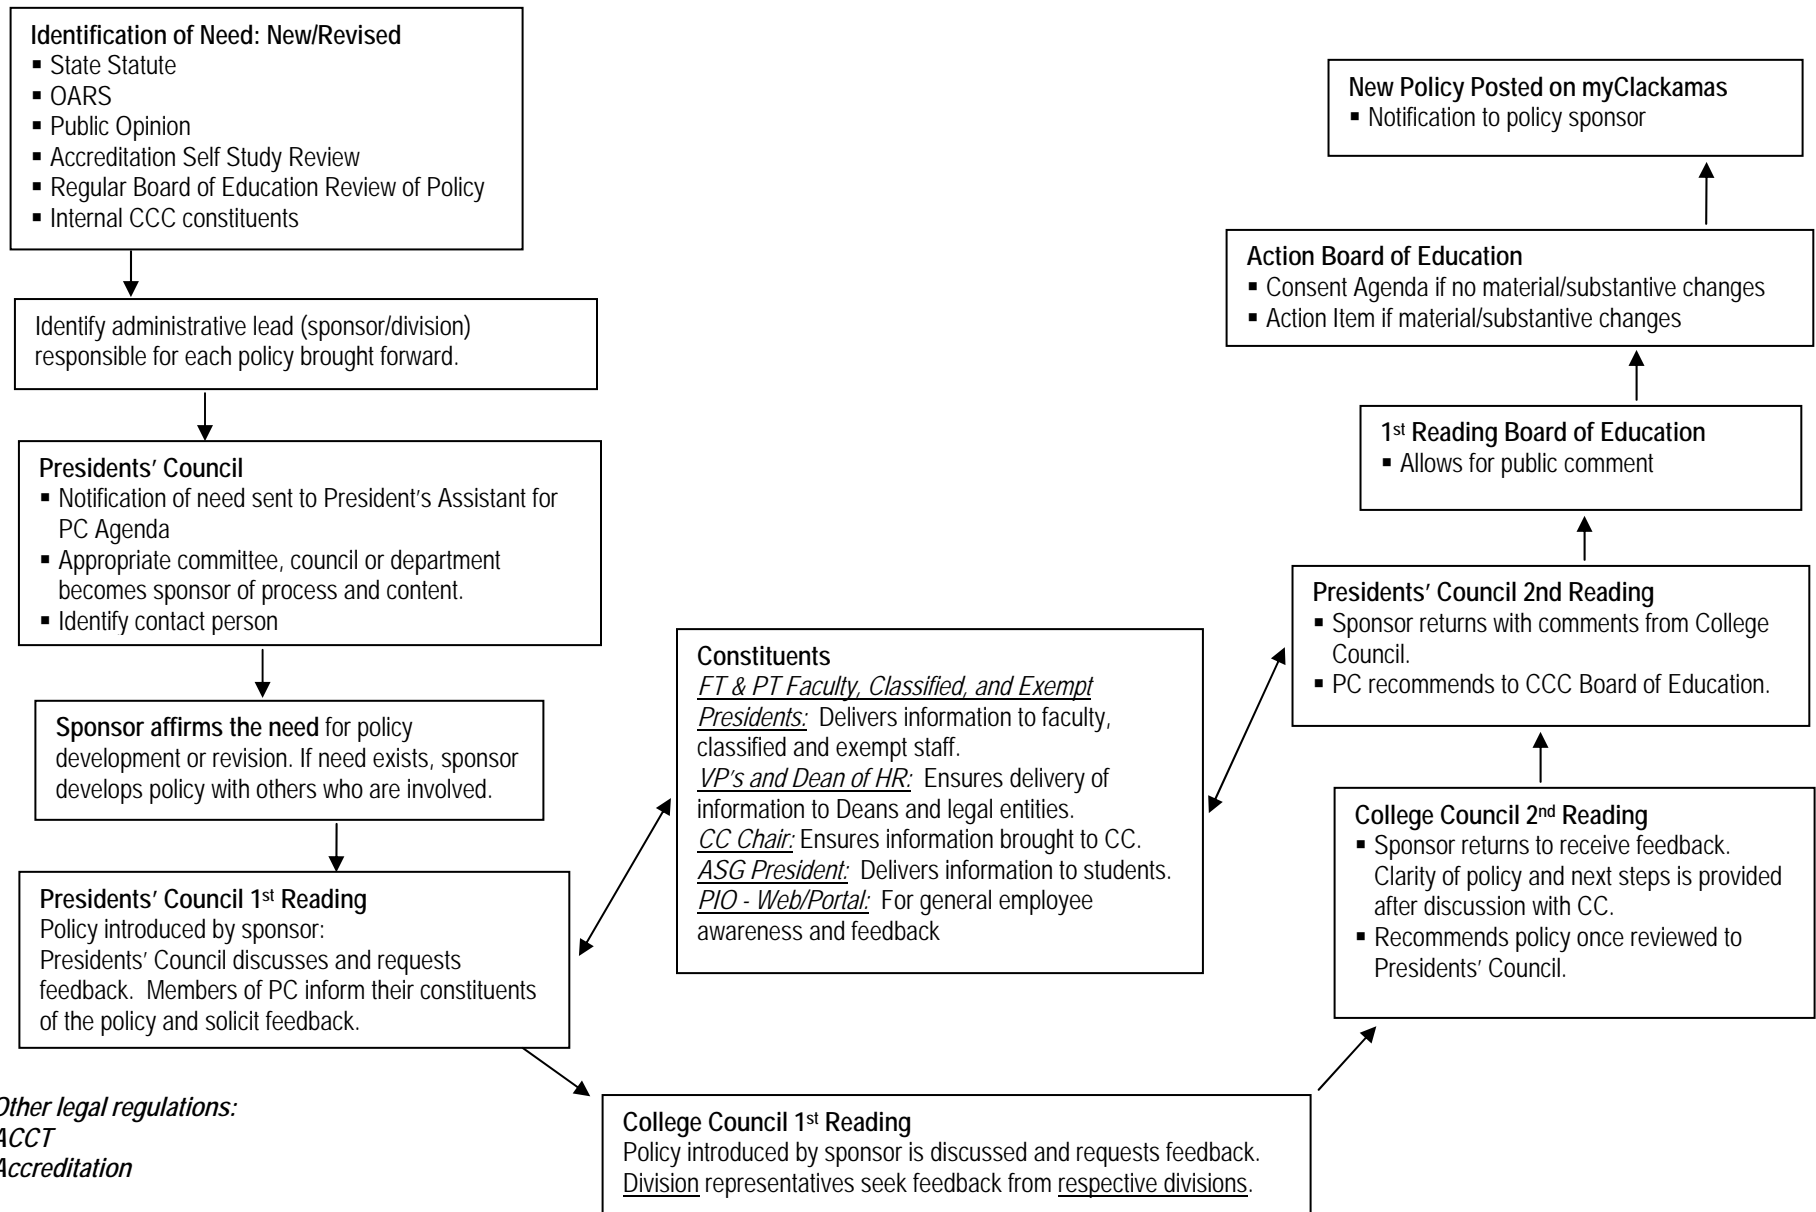 Identification of Need: New/Revised
▪ State Statute
▪ OARS
▪ Public Opinion
▪ Accreditation Self Study Review
▪ Regular Board of Education Review of Policy
▪ Internal CCC constituents
Identify administrative lead (sponsor/division)
responsible for each policy brought forward.
Presidents’ Council
▪ Notification of need sent to President’s Assistant for
PC Agenda
▪ Appropriate committee, council or department
becomes sponsor of process and content.
▪ Identify contact person
Sponsor affirms the need for policy
development or revision. If need exists, sponsor
develops policy with others who are involved.
Presidents’ Council 1st Reading
Policy introduced by sponsor:
Presidents’ Council discusses and requests
feedback.  Members of PC inform their constituents
of the policy and solicit feedback.
Other legal regulations:
ACCT
Accreditation
Constituents
FT & PT Faculty, Classified, and Exempt
Presidents:  Delivers information to faculty,
classified and exempt staff.
VP’s and Dean of HR:  Ensures delivery of
information to Deans and legal entities.
CC Chair: Ensures information brought to CC.
ASG President:  Delivers information to students.
PIO - Web/Portal:  For general employee
awareness and feedback
College Council 1st Reading
Policy introduced by sponsor is discussed and requests feedback.
Division representatives seek feedback from respective divisions.
College Council 2nd Reading
▪ Sponsor returns to receive feedback.
Clarity of policy and next steps is provided
after discussion with CC.
▪ Recommends policy once reviewed to
Presidents’ Council.
Presidents’ Council 2nd Reading
▪ Sponsor returns with comments from College
Council.
▪ PC recommends to CCC Board of Education.
1st Reading Board of Education
▪ Allows for public comment
Action Board of Education
▪ Consent Agenda if no material/substantive changes
▪ Action Item if material/substantive changes
New Policy Posted on myClackamas
▪ Notification to policy sponsor